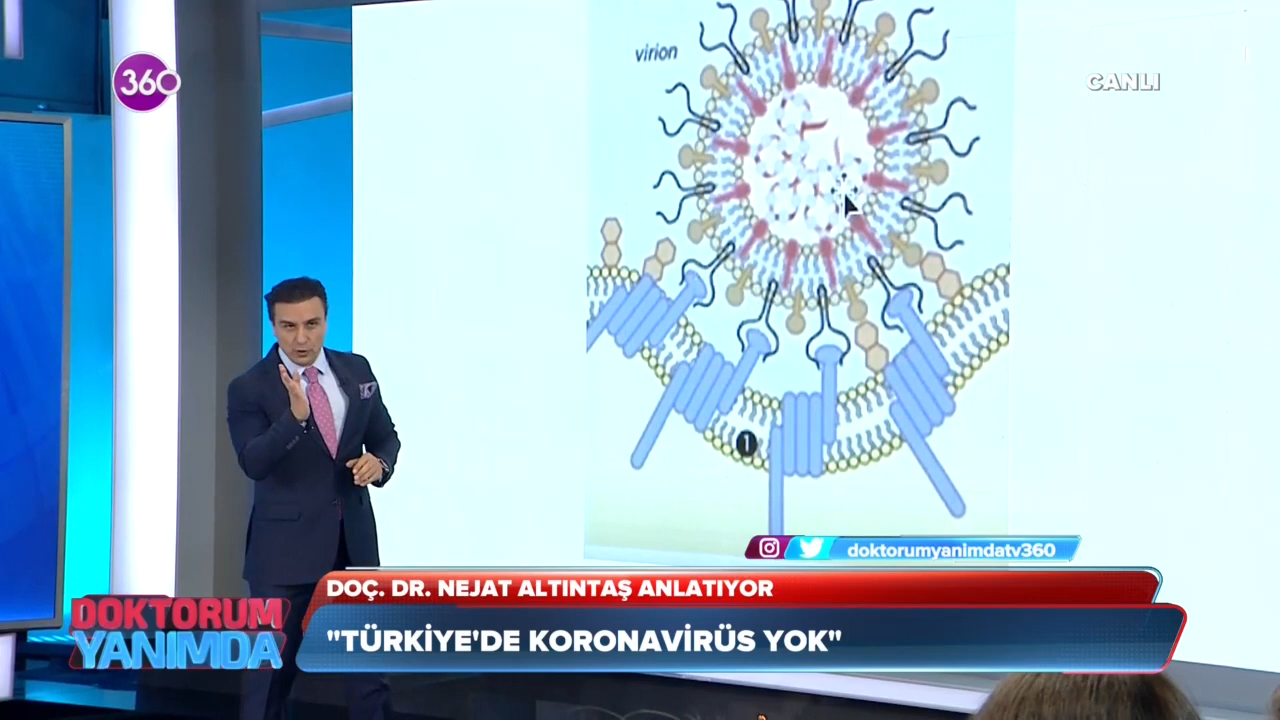 virion
360
CANLI
1
doktorumyanimdatv360
DOÇ. DR. NEJAT ALTINTAŞ ANLATIYOR
DOKTORUM
YANIMDA
"TÜRKİYE'DE KORONAVİRÜS YOK"